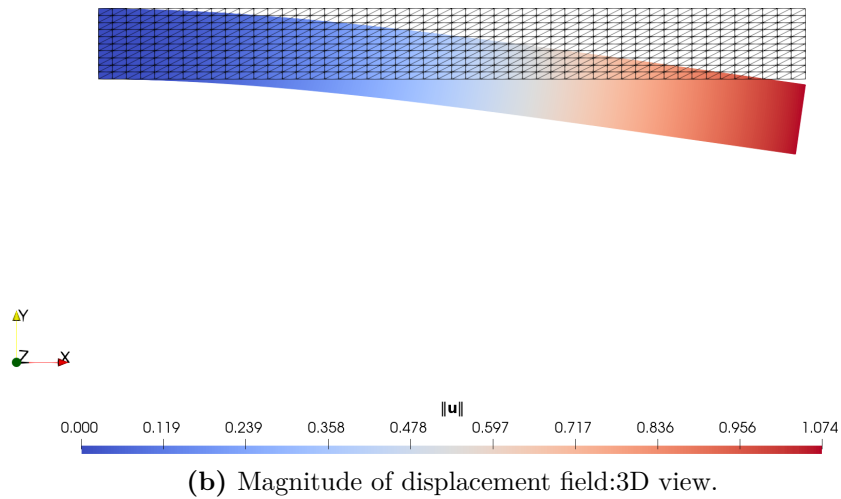 Y
Z X
‖u‖
0.000 0.119 0.239 0.358 0.478 0.597 0.717 0.836 0.956 1.074
(b) Magnitude of displacement field:3D view.